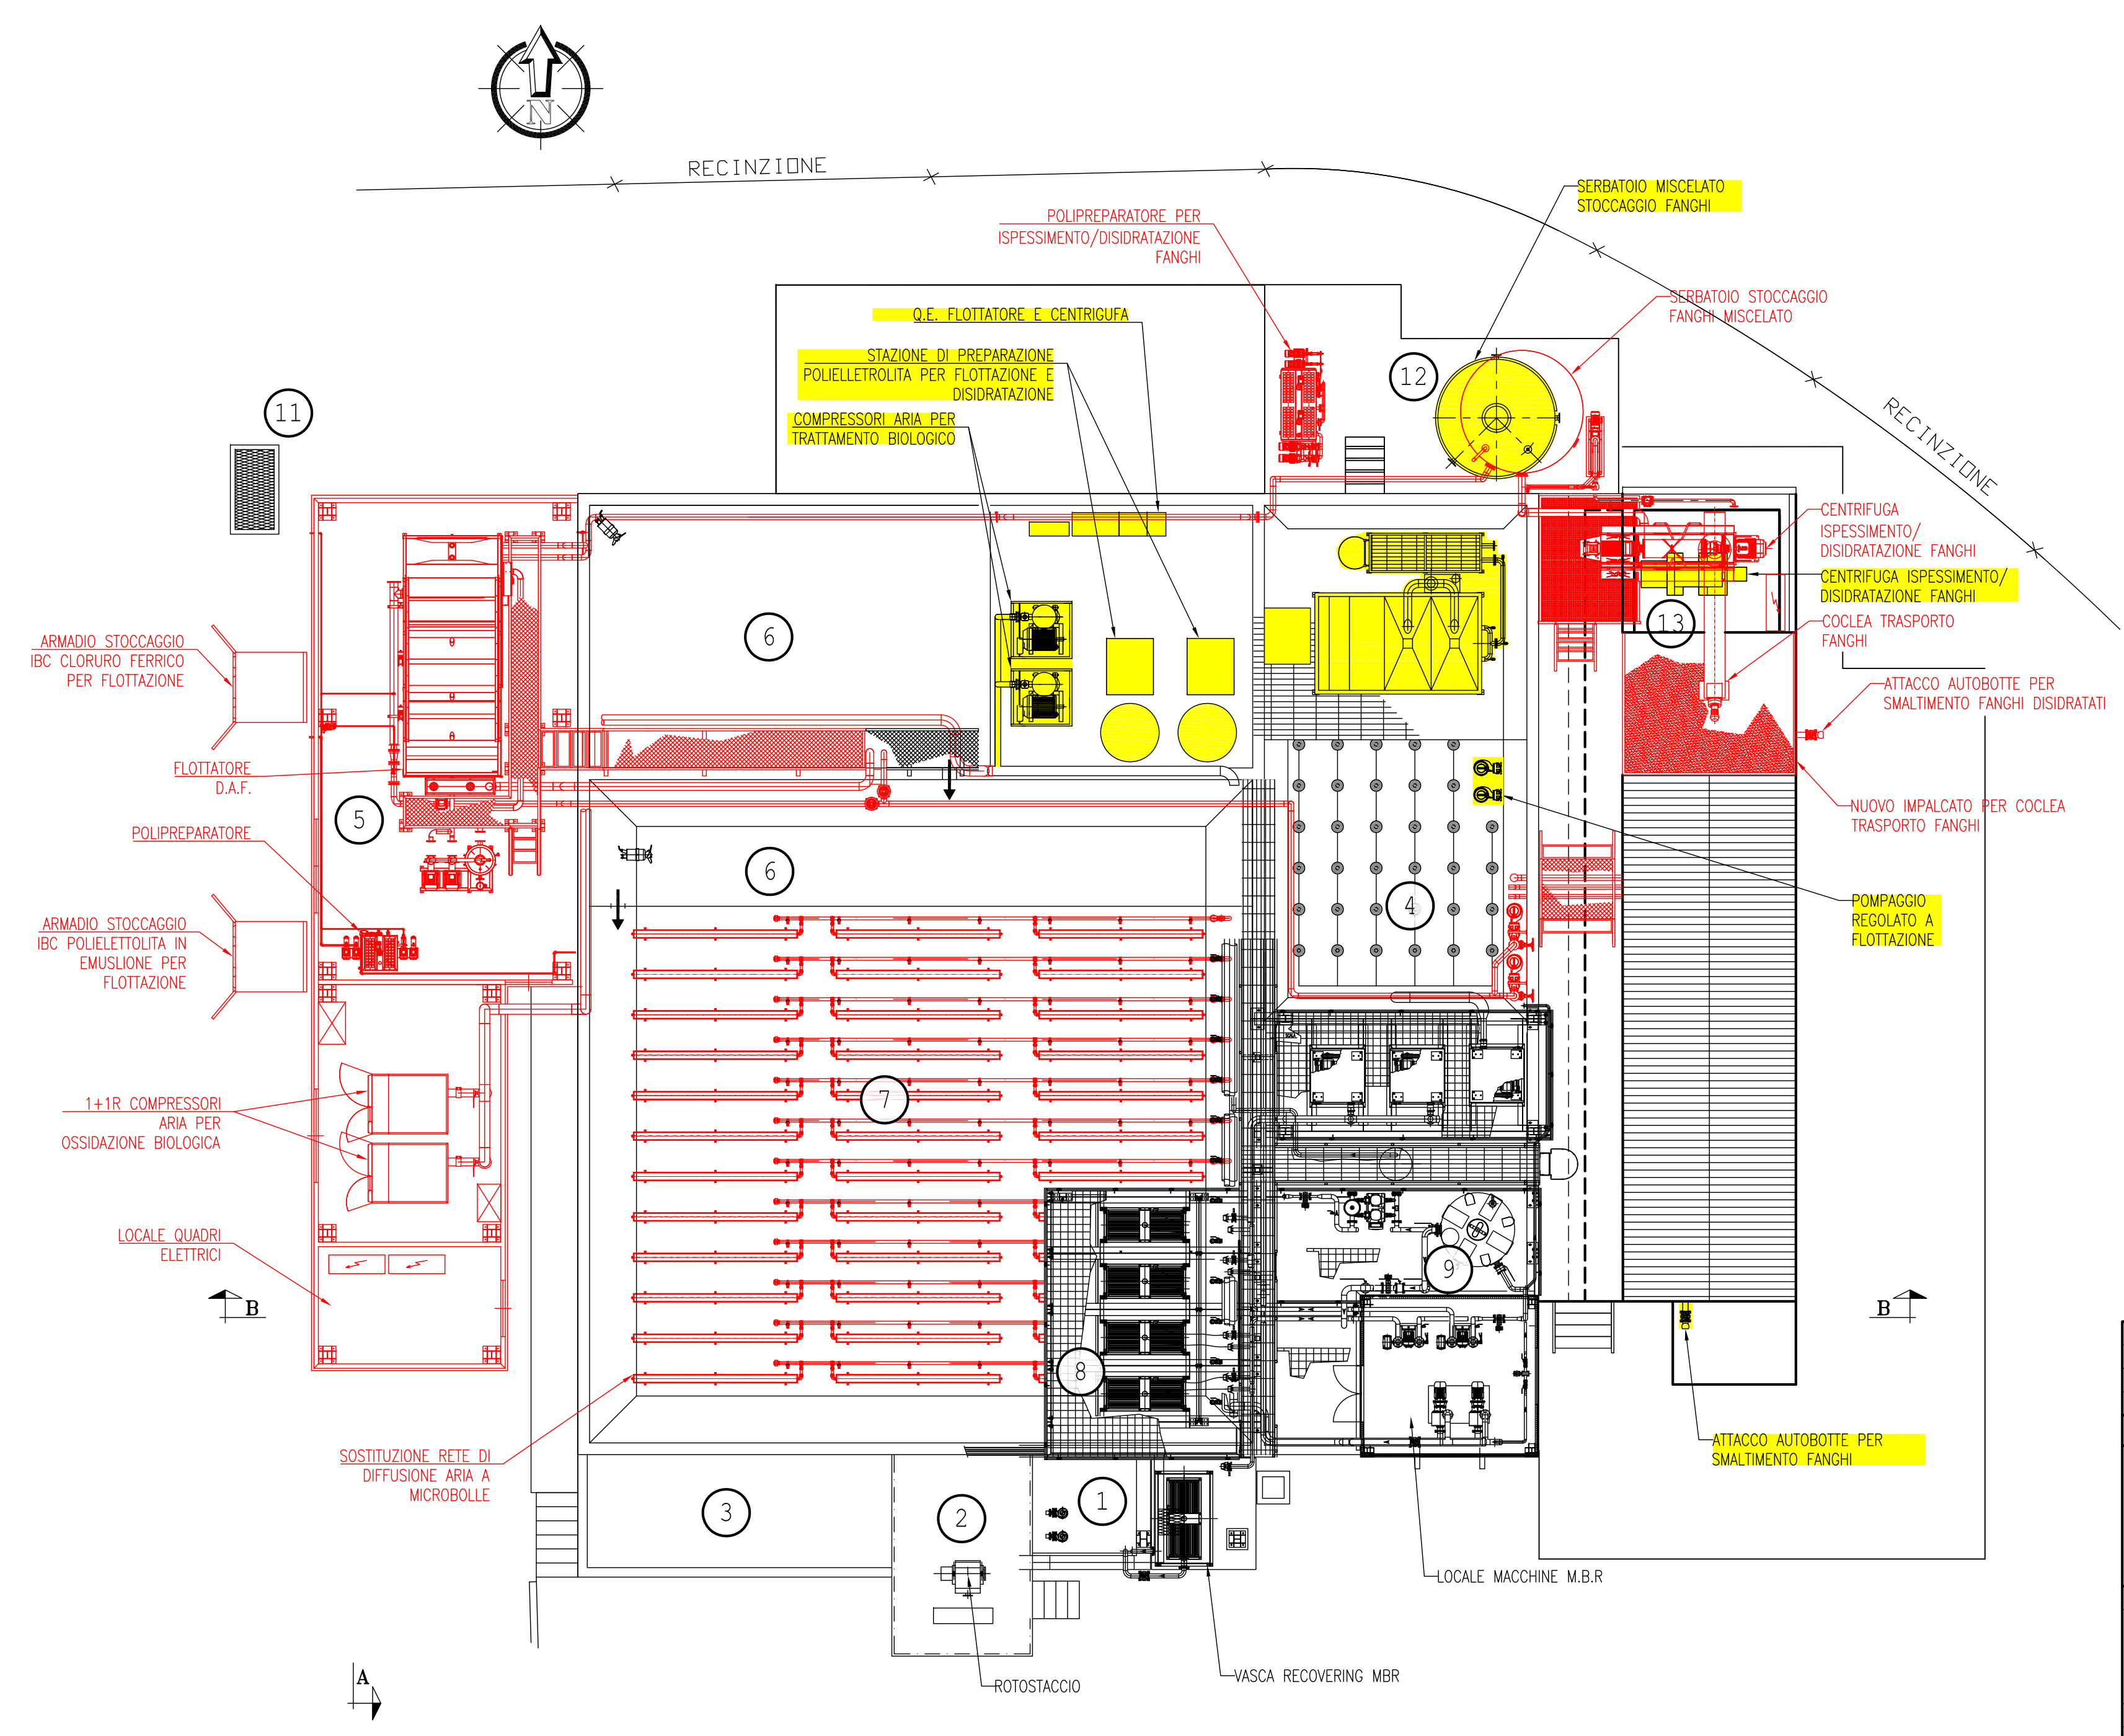 N
RECINZIONE
SERBATOIO MISCELATO
STOCCAGGIO FANGHI
POLIPREPARATORE PER
ISPESSIMENTO/DISIDRATAZIONE
FANGHI
SERBATOIO STOCCAGGIO
FANGHI MISCELATO
Q.E. FLOTTATORE E CENTRIGUFA
STAZIONE DI PREPARAZIONE
POLIELLETROLITA PER FLOTTAZIONE E
DISIDRATAZIONE
12
11
COMPRESSORI ARIA PER
TRATTAMENTO BIOLOGICO
RECINZIONE
CENTRIFUGA
ISPESSIMENTO/
DISIDRATAZIONE FANGHI
CENTRIFUGA ISPESSIMENTO/
DISIDRATAZIONE FANGHI
13
COCLEA TRASPORTO
FANGHI
6
ARMADIO STOCCAGGIO
IBC CLORURO FERRICO
PER FLOTTAZIONE
ATTACCO AUTOBOTTE PER
SMALTIMENTO FANGHI DISIDRATATI
FLOTTATORE
D.A.F.
5
NUOVO IMPALCATO PER COCLEA
TRASPORTO FANGHI
POLIPREPARATORE
6
4
POMPAGGIO
REGOLATO A
FLOTTAZIONE
ARMADIO STOCCAGGIO
IBC POLIELETTOLITA IN
EMUSLIONE PER
FLOTTAZIONE
7
1+1R COMPRESSORI
ARIA PER
OSSIDAZIONE BIOLOGICA
LOCALE QUADRI
ELETTRICI
9
B
B
8
ATTACCO AUTOBOTTE PER
SMALTIMENTO FANGHI
SOSTITUZIONE RETE DI
DIFFUSIONE ARIA A
MICROBOLLE
3
2
1
LOCALE MACCHINE M.B.R
VASCA RECOVERING MBR
ROTOSTACCIO
A